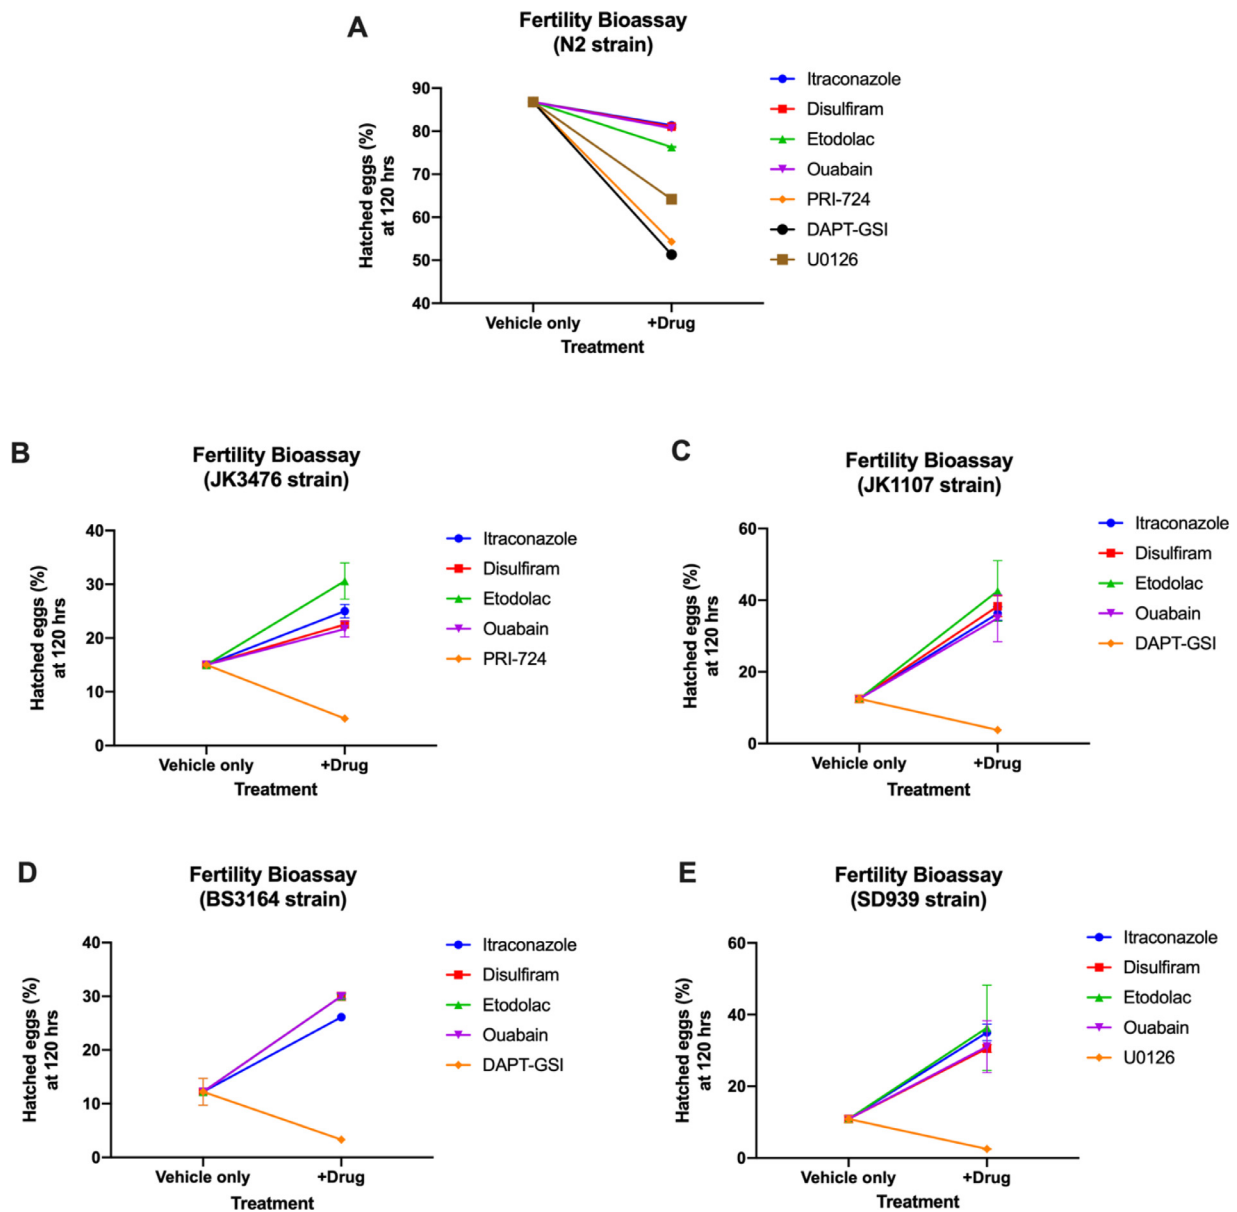 A
Fertility Bioassay
(N2 strain)
Hatched eggs (%)
at 120 hrs
90
80
70
60
50
40
Vehicle only
+Drug
Treatment
Itraconazole
Disulfiram
Etodolac
Ouabain
PRI-724
DAPT-GSI
U0126
B
Fertility Bioassay
(JK3476 strain)
Hatched eggs (%)
at 120 hrs
40
30
20
10
0
Vehicle only
+Drug
Treatment
Itraconazole
Disulfiram
Etodolac
Ouabain
PRI-724
C
Fertility Bioassay
(JK1107 strain)
Hatched eggs (%)
at 120 hrs
60
40
20
0
Vehicle only
+Drug
Treatment
Itraconazole
Disulfiram
Etodolac
Ouabain
DAPT-GSI
D
Fertility Bioassay
(BS3164 strain)
Hatched eggs (%)
at 120 hrs
40
30
20
10
0
Vehicle only
+Drug
Treatment
Itraconazole
Disulfiram
Etodolac
Ouabain
DAPT-GSI
E
Fertility Bioassay
(SD939 strain)
Hatched eggs (%)
at 120 hrs
60
40
20
0
Vehicle only
+Drug
Treatment
Itraconazole
Disulfiram
Etodolac
Ouabain
U0126